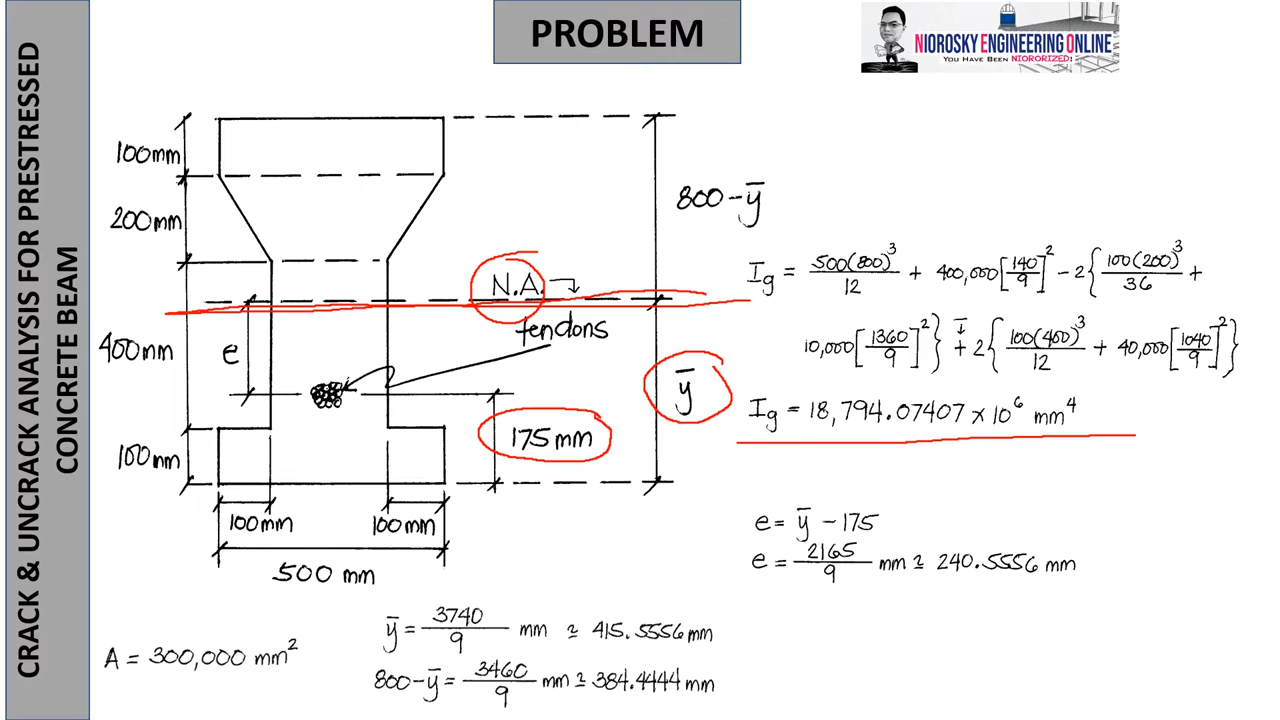 CRACK & UNCRACK ANALYSIS FOR PRESTRESSED
CONCRETE BEAM
PROBLEM
NIOROSKY ENGINEERING ONLINE
YOU HAVE BEEN NIORORIZED!
100mm
200mm
400mm
100mm
e
N.A.
tendons
175mm
800-ȳ
ȳ
100mm
100mm
500 mm
A = 300,000 mm²
ȳ = 3740/9 mm ≃ 415.5556mm
800-ȳ = 3460/9 mm ≃ 384.4444mm
Ig = 500(800)³/12 + 400,000[140/9]² - 2{100(200)³/36 +
10,000[1360/9]²} + 2{100(400)³/12 + 40,000[1040/9]²}
Ig = 18,794.07407 x 10⁶ mm⁴
e = ȳ - 175
e = 2165/9 mm ≃ 240.5556 mm